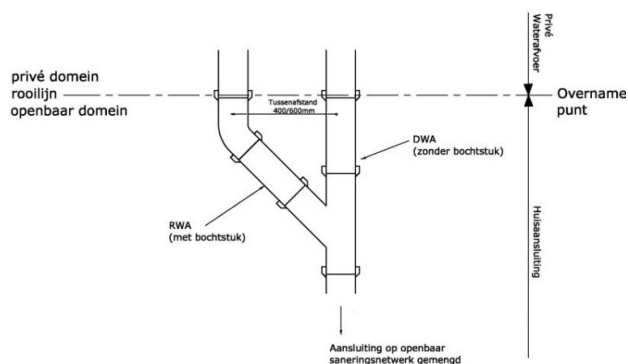 Privé
Waterafvoer
privé domein
rooilijn
openbaar domein
Tussenafstand
400/600mm
Overname
punt
DWA
(zonder bochtstuk)
RWA
(met bochtstuk)
Huisaansluiting
Aansluiting op openbaar
saneringsnetwerk gemengd